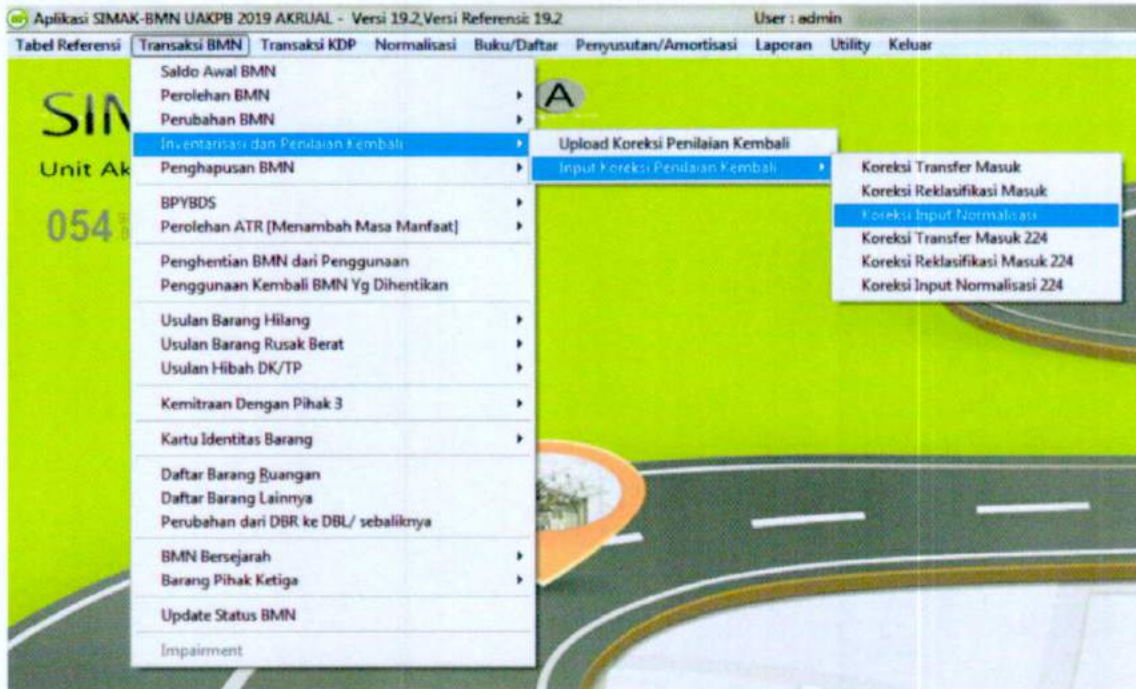 Aplikasi SIMAK-BMN UAKPB 2019 AKRUAL - Versi 19.2,Versi Referensi: 19.2 User : admin
Tabel Referensi Transaksi BMN Transaksi KDP Normalisasi Buku/Daftar Penyusutan/Amortisasi Laporan Utility Keluar
SIM A
Unit Ak
054
Saldo Awal BMN
Perolehan BMN
Perubahan BMN
Inventarisasi dan Penilaian Kembali
Penghapusan BMN
BPYBDS
Perolehan ATR [Menambah Masa Manfaat]
Penghentian BMN dari Penggunaan
Penggunaan Kembali BMN Yg Dihentikan
Usulan Barang Hilang
Usulan Barang Rusak Berat
Usulan Hibah DK/TP
Kemitraan Dengan Pihak 3
Kartu Identitas Barang
Daftar Barang Ruangan
Daftar Barang Lainnya
Perubahan dari DBR ke DBL/ sebaliknya
BMN Bersejarah
Barang Pihak Ketiga
Update Status BMN
Impairment
Upload Koreksi Penilaian Kembali
Input Koreksi Penilaian Kembali
Koreksi Transfer Masuk
Koreksi Reklasifikasi Masuk
Koreksi Input Normalisasi
Koreksi Transfer Masuk 224
Koreksi Reklasifikasi Masuk 224
Koreksi Input Normalisasi 224